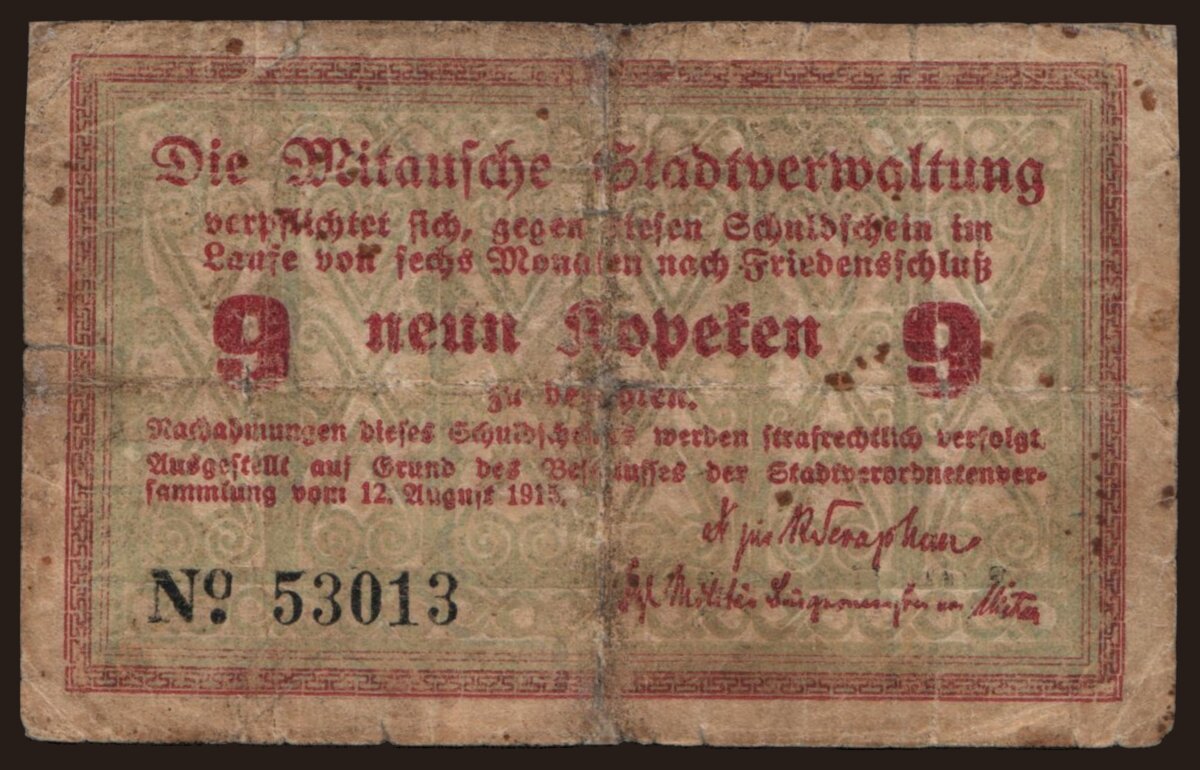 Die Mitausche Stadtverwaltung
verpflichtet sich, gegen diesen Schuldschein im
Laufe von sechs Monaten nach Friedensschluß
9 neun Kopeken 9
zu bezahlen.
Nachahmungen dieses Schuldscheines werden strafrechtlich verfolgt.
Ausgestellt auf Grund des Beschlusses der Stadtverordnetenver-
sammlung vom 12. August 1915.
No. 53013